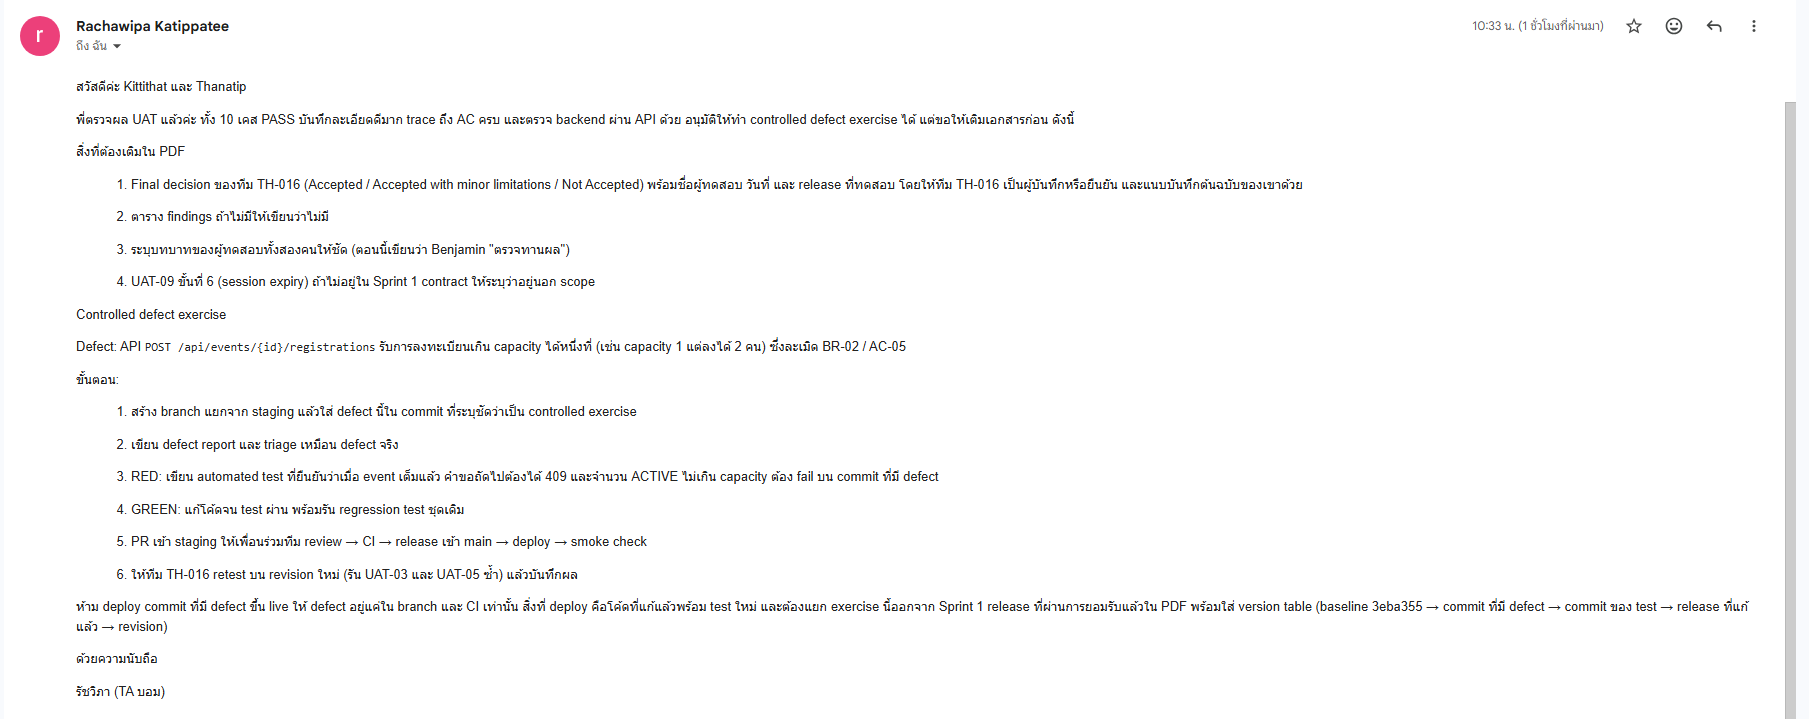 r
Rachawipa Katippatee
10:33 น. (1 ชั่วโมงที่ผ่านมา)
ถึง ฉัน
สวัสดีค่ะ Kittithat และ Thanatip
พี่ตรวจผล UAT แล้วค่ะ ทั้ง 10 เคส PASS บันทึกละเอียดดีมาก trace ถึง AC ครบ และตรวจ backend ผ่าน API ด้วย อนุมัติให้ทำ controlled defect exercise ได้ แต่ขอให้เติมเอกสารก่อน ดังนี้
สิ่งที่ต้องเติมใน PDF
1. Final decision ของทีม TH-016 (Accepted / Accepted with minor limitations / Not Accepted) พร้อมชื่อผู้ทดสอบ วันที่ และ release ที่ทดสอบ โดยให้ทีม TH-016 เป็นผู้บันทึกหรือยืนยัน และแนบบันทึกต้นฉบับของเขาด้วย
2. ตาราง findings ถ้าไม่มีให้เขียนว่าไม่มี
3. ระบุบทบาทของผู้ทดสอบทั้งสองคนให้ชัด (ตอนนี้เขียนว่า Benjamin "ตรวจทานผล")
4. UAT-09 ขั้นที่ 6 (session expiry) ถ้าไม่อยู่ใน Sprint 1 contract ให้ระบุว่าอยู่นอก scope
Controlled defect exercise
Defect: API POST /api/events/{id}/registrations รับการลงทะเบียนเกิน capacity ได้หนึ่งที่ (เช่น capacity 1 แต่ลงได้ 2 คน) ซึ่งละเมิด BR-02 / AC-05
ขั้นตอน:
1. สร้าง branch แยกจาก staging แล้วใส่ defect นี้ใน commit ที่ระบุชัดว่าเป็น controlled exercise
2. เขียน defect report และ triage เหมือน defect จริง
3. RED: เขียน automated test ที่ยืนยันว่าเมื่อ event เต็มแล้ว คำขอถัดไปต้องได้ 409 และจำนวน ACTIVE ไม่เกิน capacity ต้อง fail บน commit ที่มี defect
4. GREEN: แก้โค้ดจน test ผ่าน พร้อมรัน regression test ชุดเดิม
5. PR เข้า staging ให้เพื่อนร่วมทีม review → CI → release เข้า main → deploy → smoke check
6. ให้ทีม TH-016 retest บน revision ใหม่ (รัน UAT-03 และ UAT-05 ซ้ำ) แล้วบันทึกผล
ห้าม deploy commit ที่มี defect ขึ้น live ให้ defect อยู่แค่ใน branch และ CI เท่านั้น สิ่งที่ deploy คือโค้ดที่แก้แล้วพร้อม test ใหม่ และต้องแยก exercise นี้ออกจาก Sprint 1 release ที่ผ่านการยอมรับแล้วใน PDF พร้อมใส่ version table (baseline 3eba355 → commit ที่มี defect → commit ของ test → release ที่แก้
แล้ว → revision)
ด้วยความนับถือ
รัชวิภา (TA บอม)